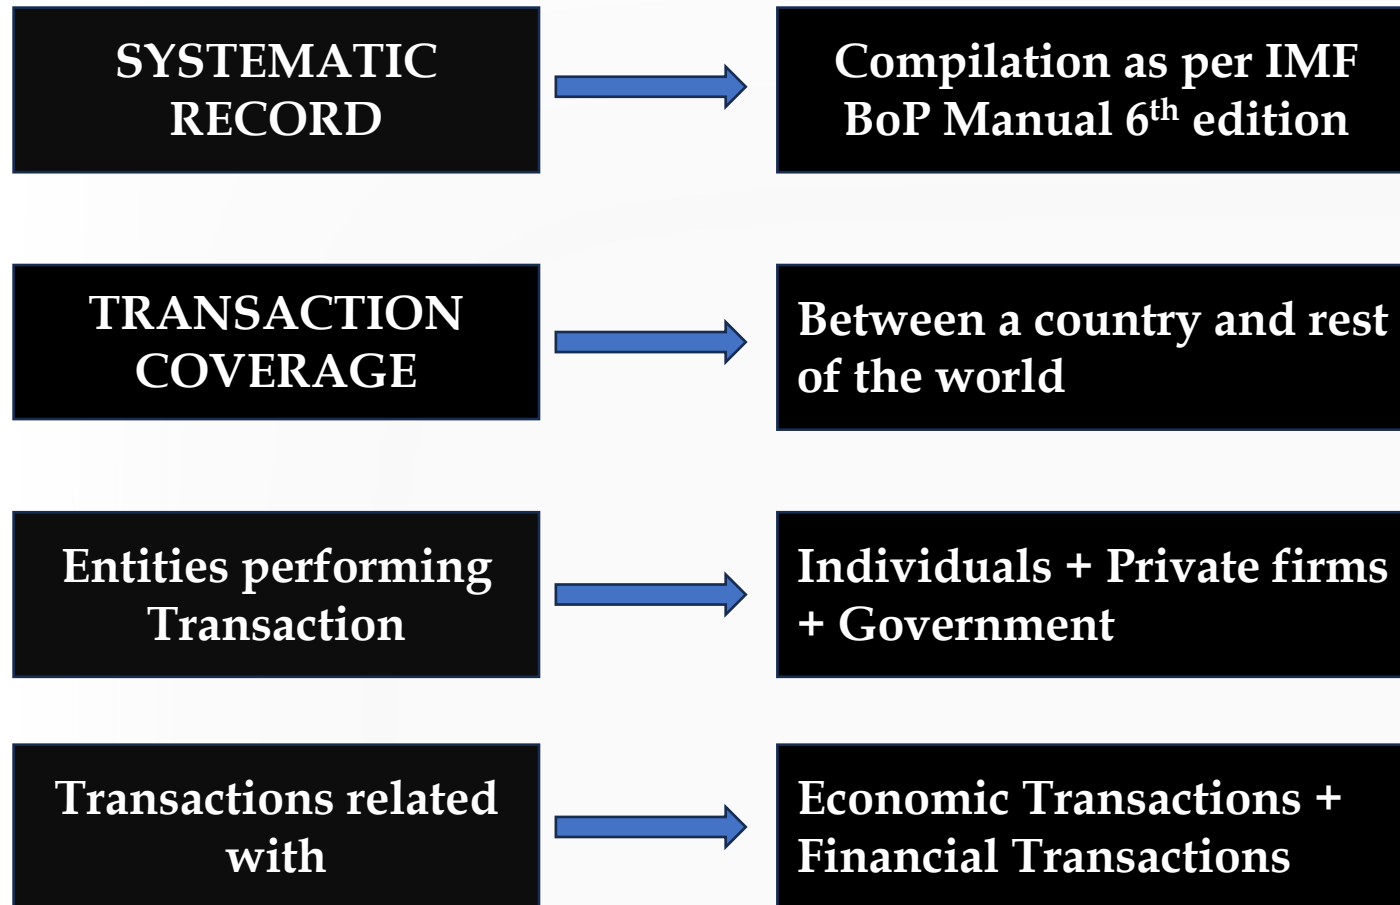 SYSTEMATIC
RECORD
Compilation as per IMF
BoP Manual 6th edition
TRANSACTION
COVERAGE
Between a country and rest
of the world
Entities performing
Transaction
Individuals + Private firms
+ Government
Transactions related
with
Economic Transactions +
Financial Transactions